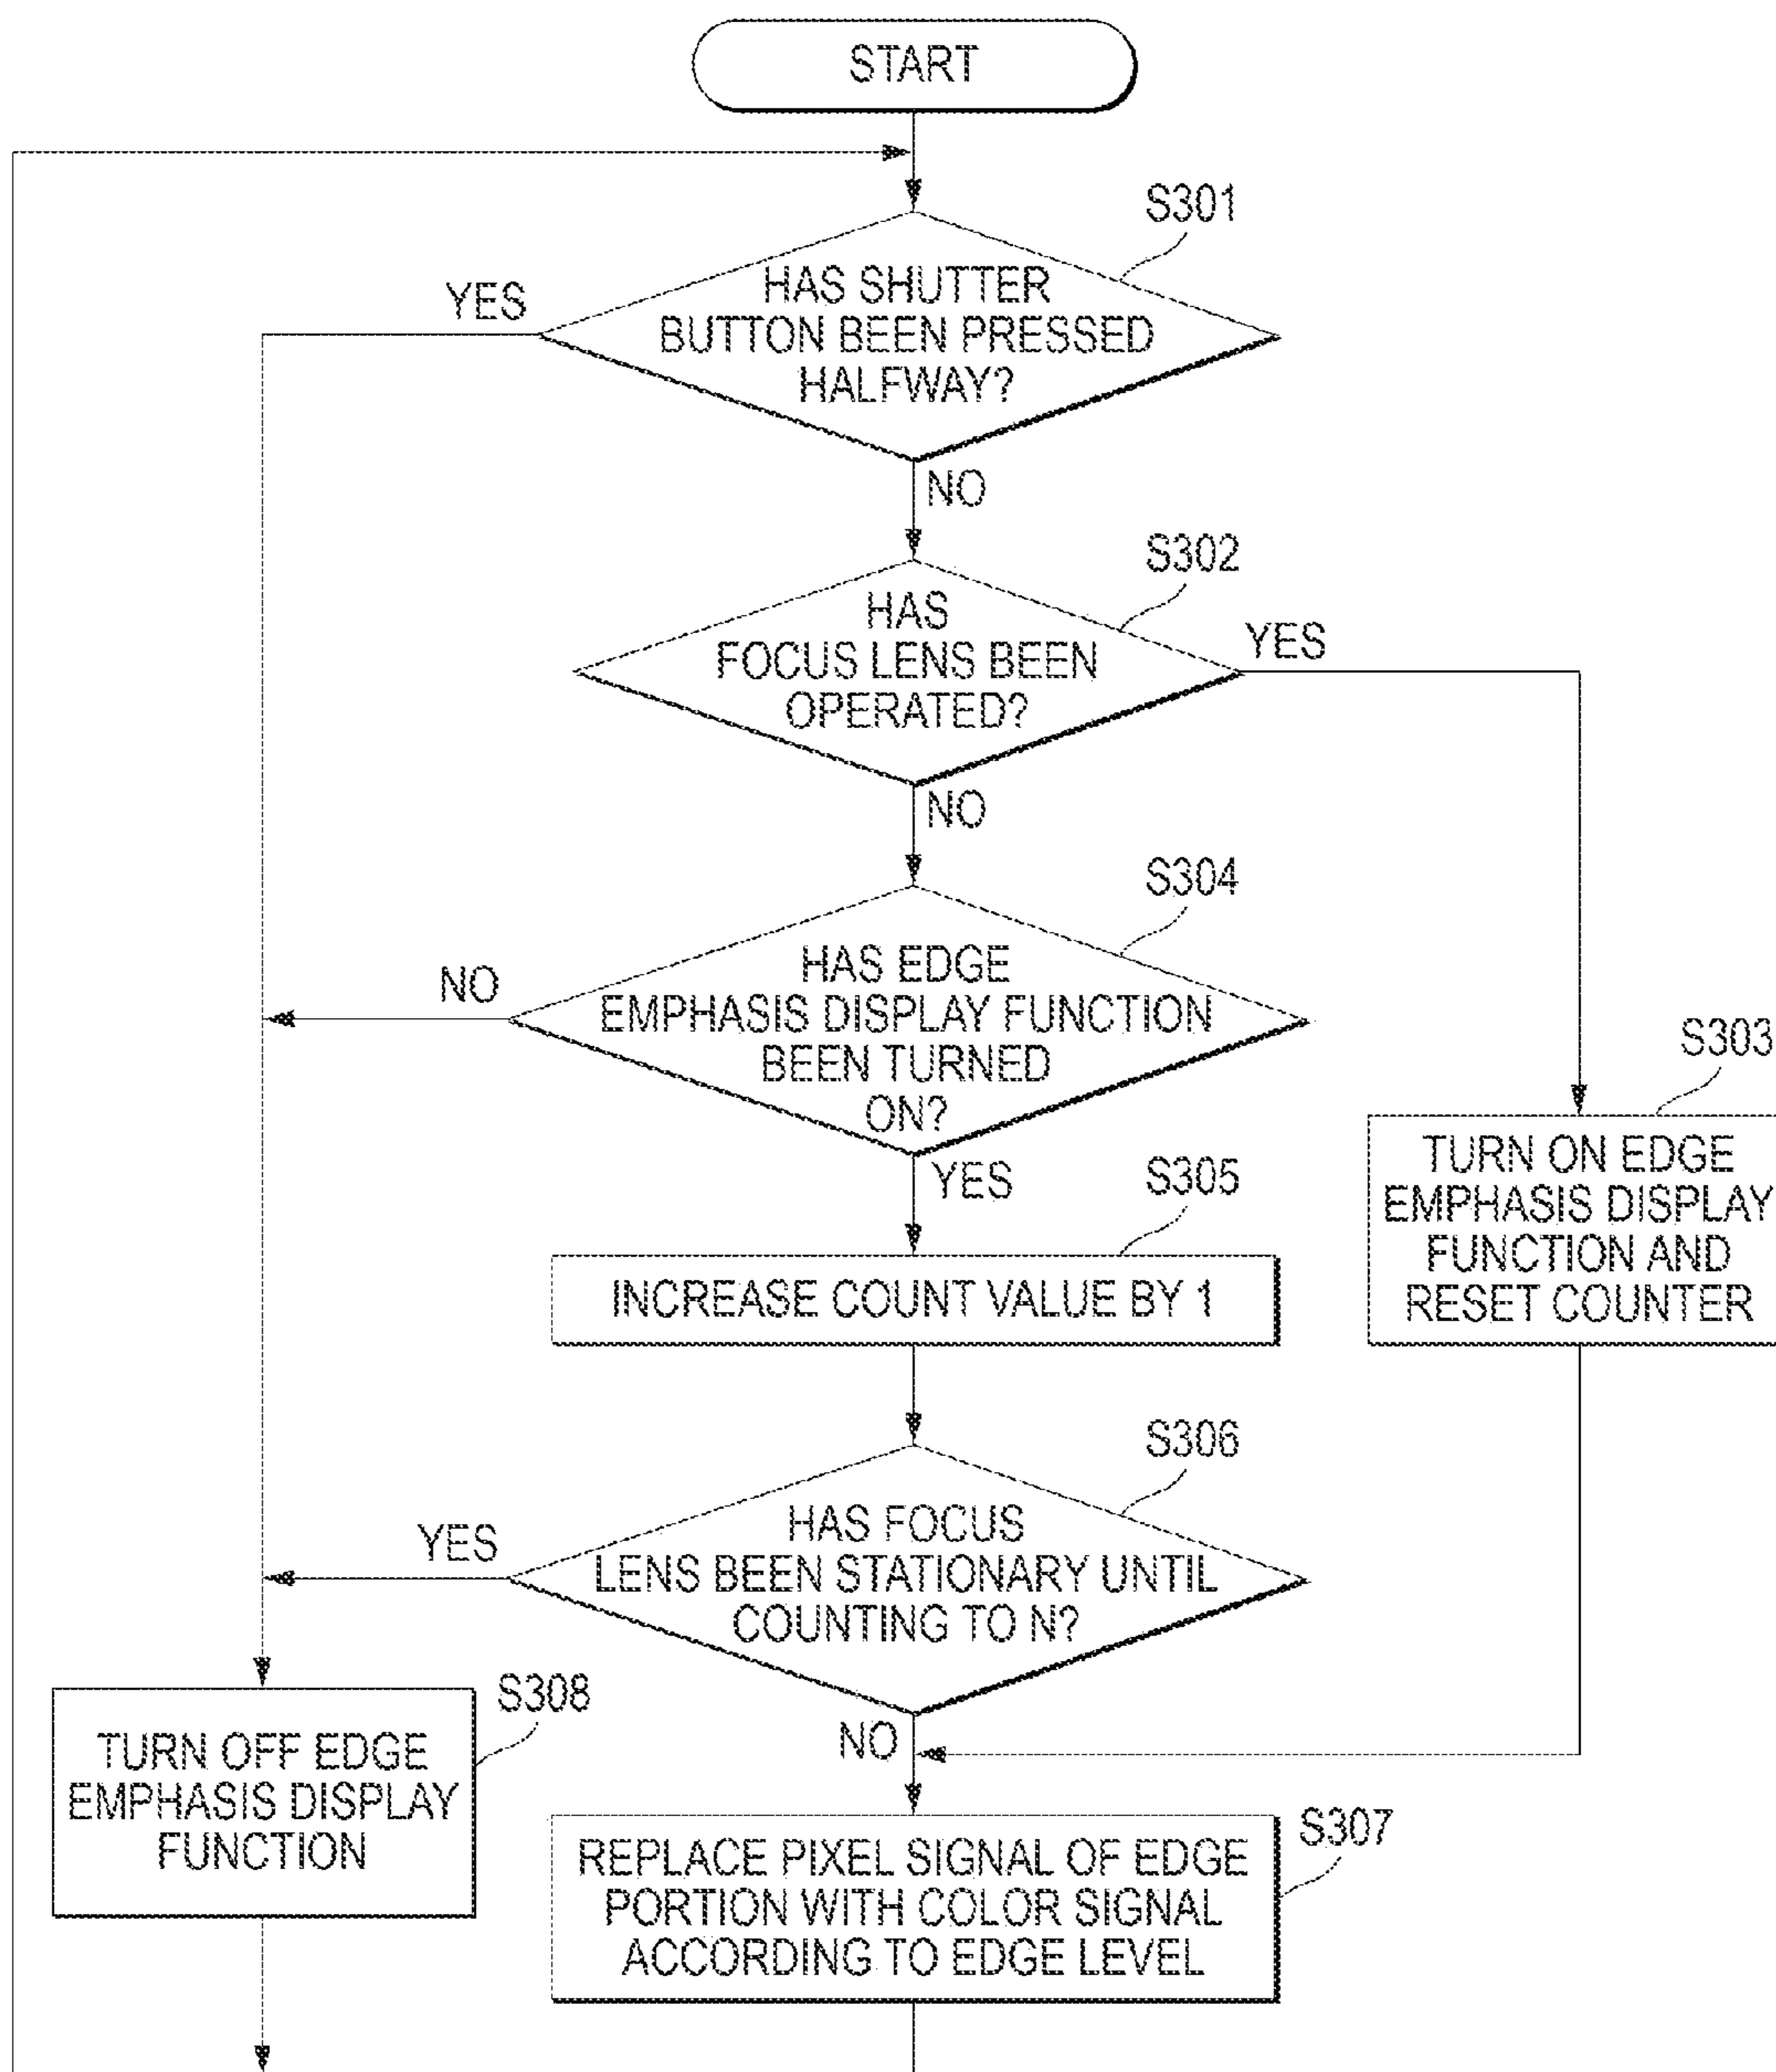 START
S301
HAS SHUTTER
BUTTON BEEN PRESSED
HALFWAY?
YES
NO
S302
HAS
FOCUS LENS BEEN
OPERATED?
YES
NO
S304
HAS EDGE
EMPHASIS DISPLAY FUNCTION
BEEN TURNED
ON?
NO
YES
S303
TURN ON EDGE
EMPHASIS DISPLAY
FUNCTION AND
RESET COUNTER
S305
INCREASE COUNT VALUE BY 1
S306
HAS FOCUS
LENS BEEN STATIONARY UNTIL
COUNTING TO N?
YES
NO
S308
TURN OFF EDGE
EMPHASIS DISPLAY
FUNCTION
S307
REPLACE PIXEL SIGNAL OF EDGE
PORTION WITH COLOR SIGNAL
ACCORDING TO EDGE LEVEL